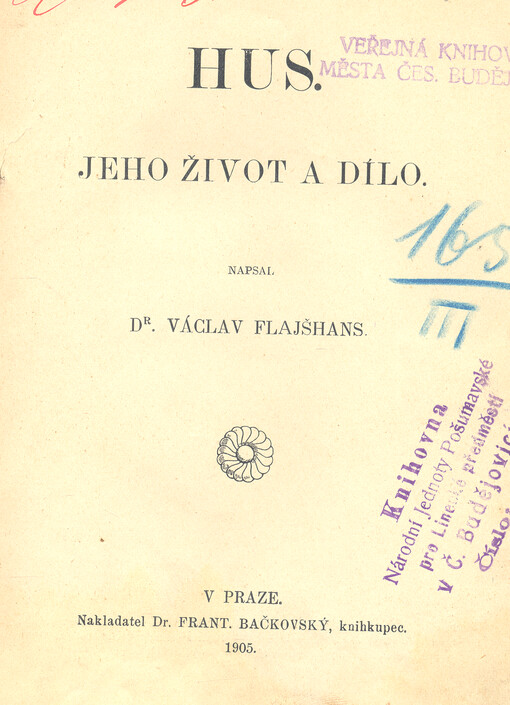 VEŘEJNÁ KNIHOV
MĚSTA ČES. BUDĚJ
HUS.
JEHO ŽIVOT A DÍLO.
165
III
NAPSAL
DR. VÁCLAV FLAJŠHANS.
Knihovna
Národní Jednoty Pošumavské
pro Linecké předměstí
v Č. Budějovicí
Číslo:
V PRAZE.
Nakladatel Dr. FRANT. BAČKOVSKÝ, knihkupec.
1905.